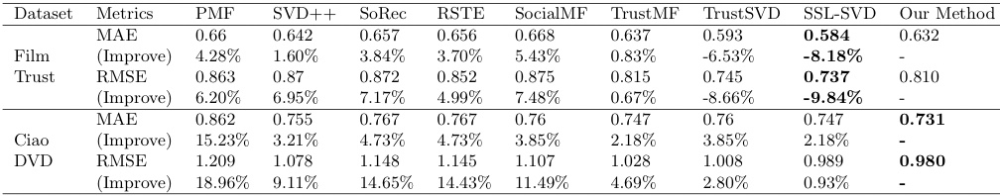 Dataset Metrics PMF SVD++ SoRec RSTE SocialMF TrustMF TrustSVD SSL-SVD Our Method
MAE 0.66 0.642 0.657 0.656 0.668 0.637 0.593 0.584 0.632
Film (Improve) 4.28% 1.60% 3.84% 3.70% 5.43% 0.83% -6.53% -8.18% -
Trust RMSE 0.863 0.87 0.872 0.852 0.875 0.815 0.745 0.737 0.810
(Improve) 6.20% 6.95% 7.17% 4.99% 7.48% 0.67% -8.66% -9.84% -
MAE 0.862 0.755 0.767 0.767 0.76 0.747 0.76 0.747 0.731
Ciao (Improve) 15.23% 3.21% 4.73% 4.73% 3.85% 2.18% 3.85% 2.18% -
DVD RMSE 1.209 1.078 1.148 1.145 1.107 1.028 1.008 0.989 0.980
(Improve) 18.96% 9.11% 14.65% 14.43% 11.49% 4.69% 2.80% 0.93% -